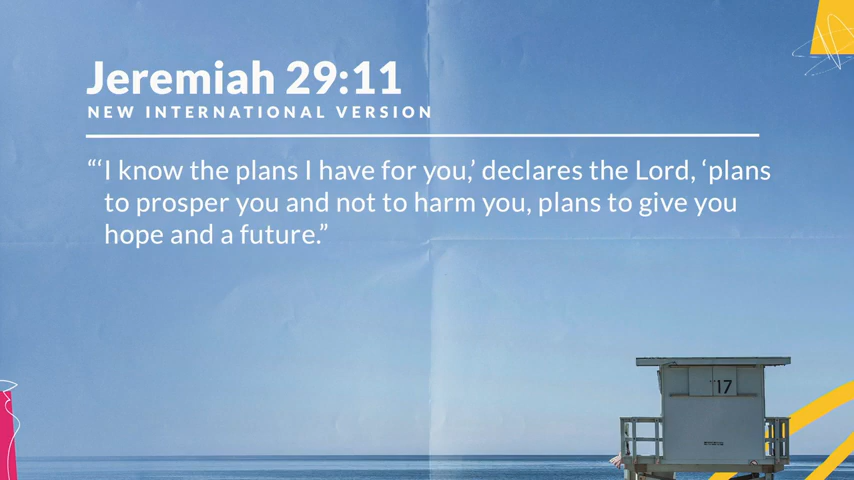 Jeremiah 29:11
NEW INTERNATIONAL VERSION
“‘I know the plans I have for you,’ declares the Lord, ‘plans
to prosper you and not to harm you, plans to give you
hope and a future.”
17